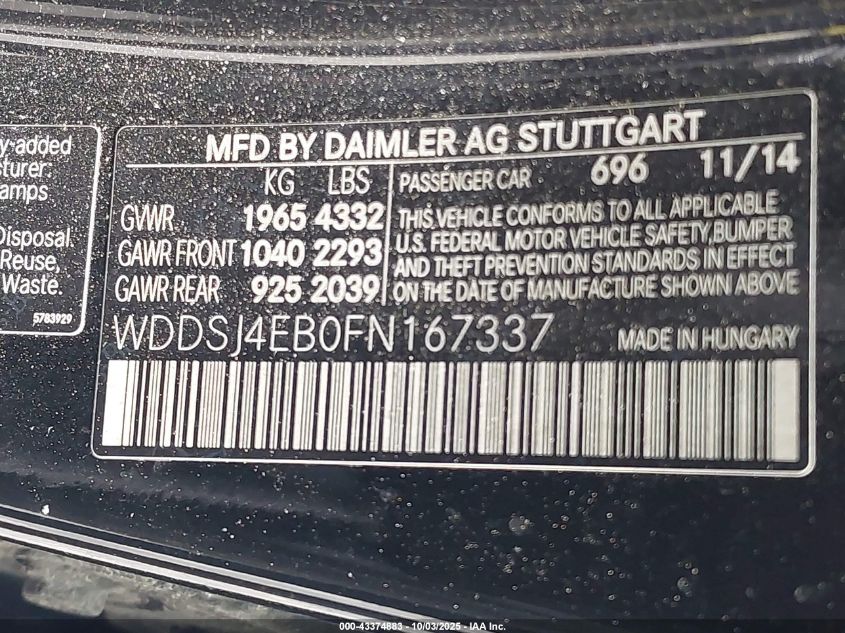 y-added
cturer:
amps
Disposal.
Reuse,
Waste.
5783929
MFD BY DAIMLER AG STUTTGART
KG LBS PASSENGER CAR 696 11/14
GVWR 1965 4332 THIS VEHICLE CONFORMS TO ALL APPLICABLE
GAWR FRONT 1040 2293 U.S. FEDERAL MOTOR VEHICLE SAFETY, BUMPER
AND THEFT PREVENTION STANDARDS IN EFFECT
GAWR REAR 925 2039 ON THE DATE OF MANUFACTURE SHOWN ABOVE
WDDSJ4EB0FN167337 MADE IN HUNGARY
000-43374883 - 10/03/2025 - IAA Inc.